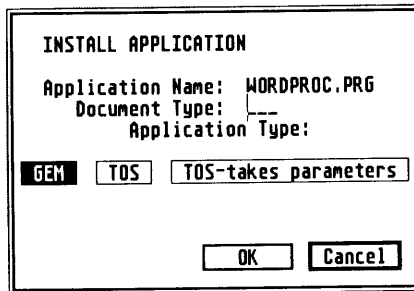 INSTALL APPLICATION
Application Name: WORDPROC.PRG
Document Type: ___
Application Type:
GEM TOS TOS-takes parameters
OK Cancel